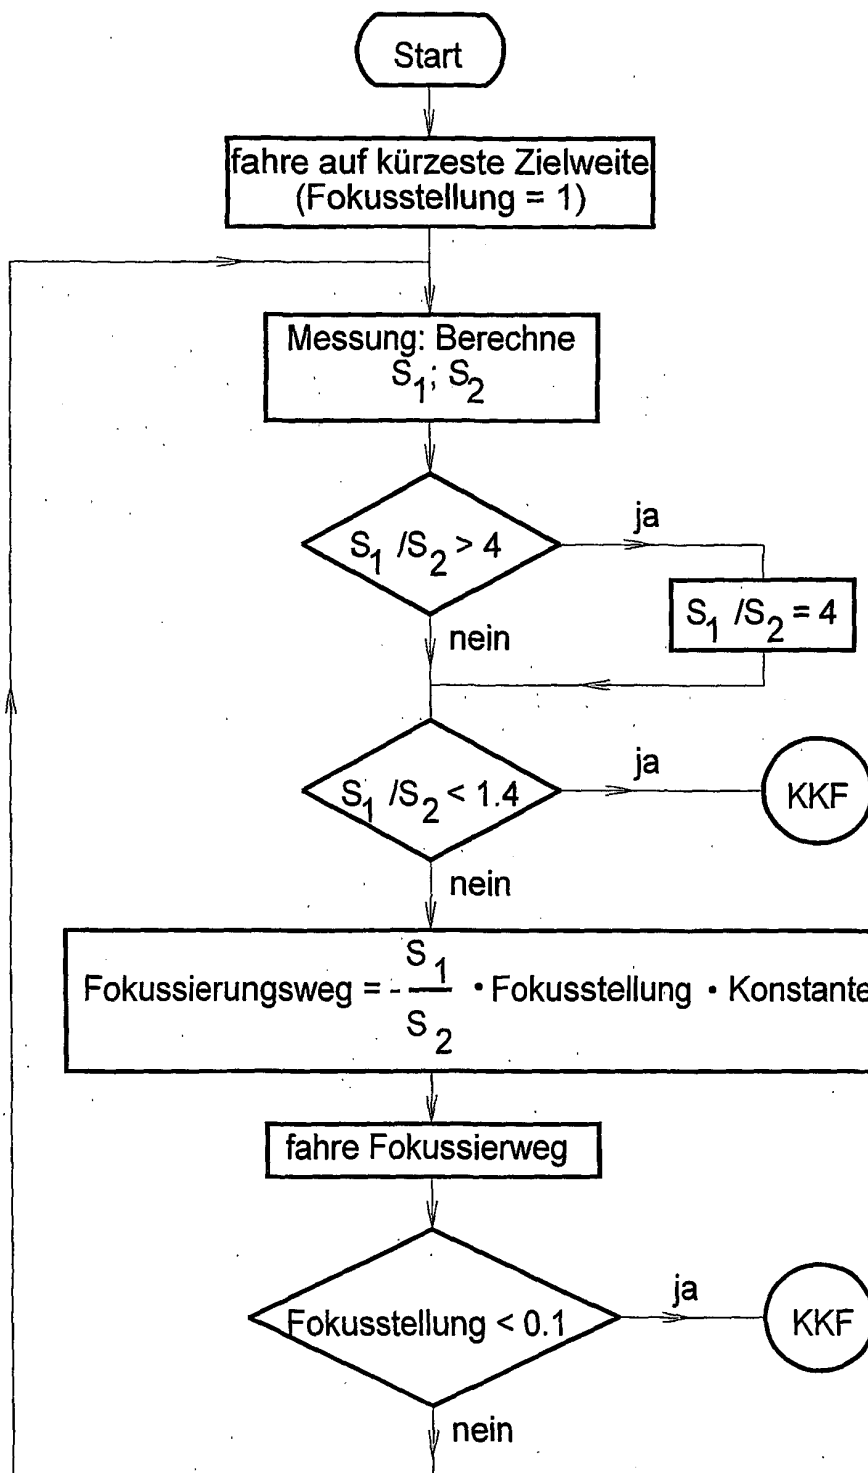 Start
fahre auf kürzeste Zielweite
(Fokusstellung = 1)
Messung: Berechne
S1; S2
S1 /S2 > 4
ja
S1 /S2 = 4
nein
S1 /S2 < 1.4
ja
KKF
nein
Fokussierungsweg = - S1/S2 · Fokusstellung · Konstante
fahre Fokussierweg
Fokusstellung < 0.1
ja
KKF
nein